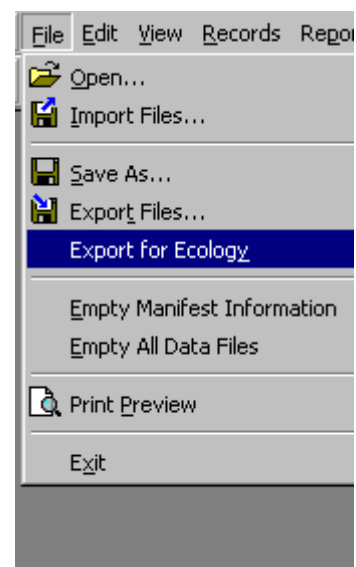 File Edit View Records Repor
Open...
Import Files...
Save As...
Export Files...
Export for Ecology
Empty Manifest Information
Empty All Data Files
Print Preview
Exit